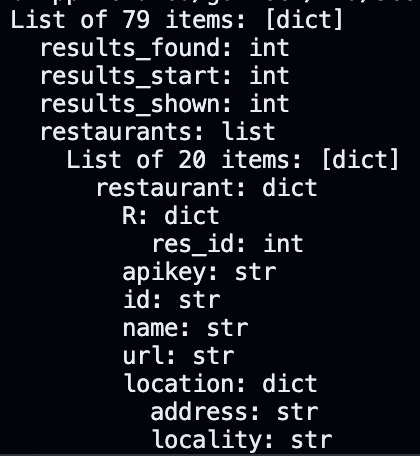 List of 79 items: [dict]
results_found: int
results_start: int
results_shown: int
restaurants: list
List of 20 items: [dict]
restaurant: dict
R: dict
res_id: int
apikey: str
id: str
name: str
url: str
location: dict
address: str
locality: str